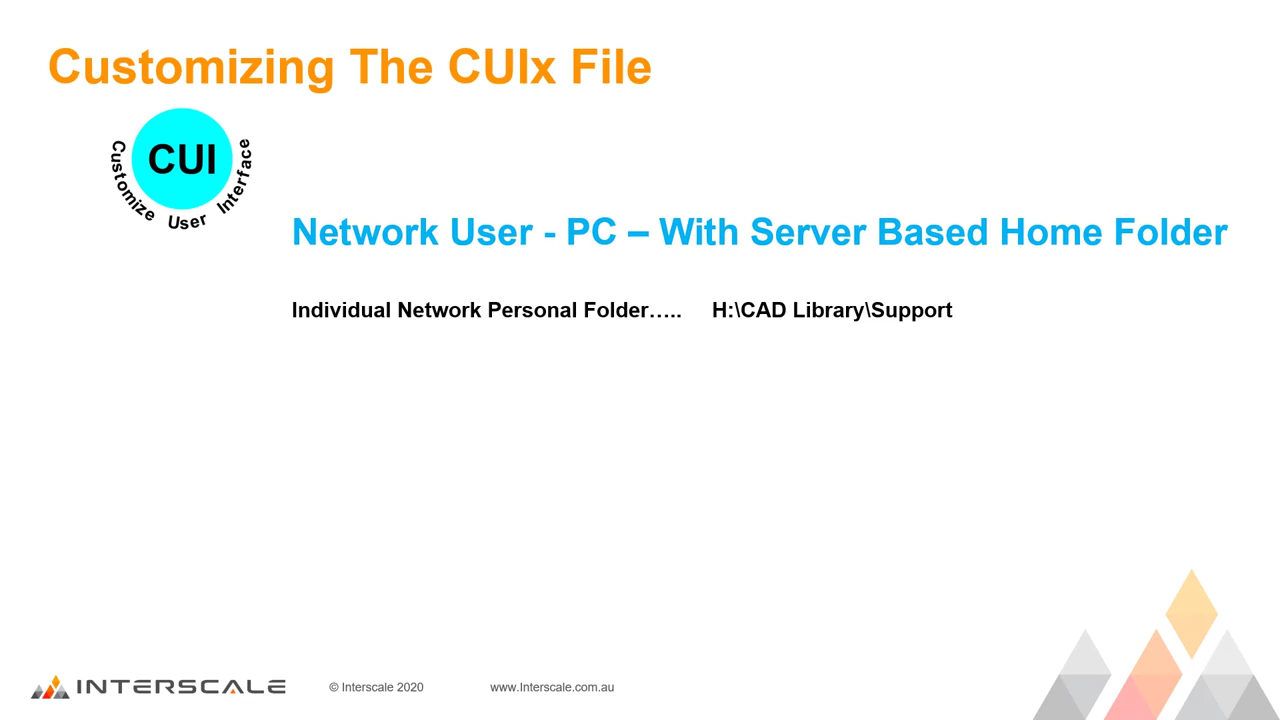 Customizing The CUIx File
CUI
Customize User Interface
Network User - PC – With Server Based Home Folder
Individual Network Personal Folder….. H:\CAD Library\Support
INTERSCALE
© Interscale 2020
www.Interscale.com.au